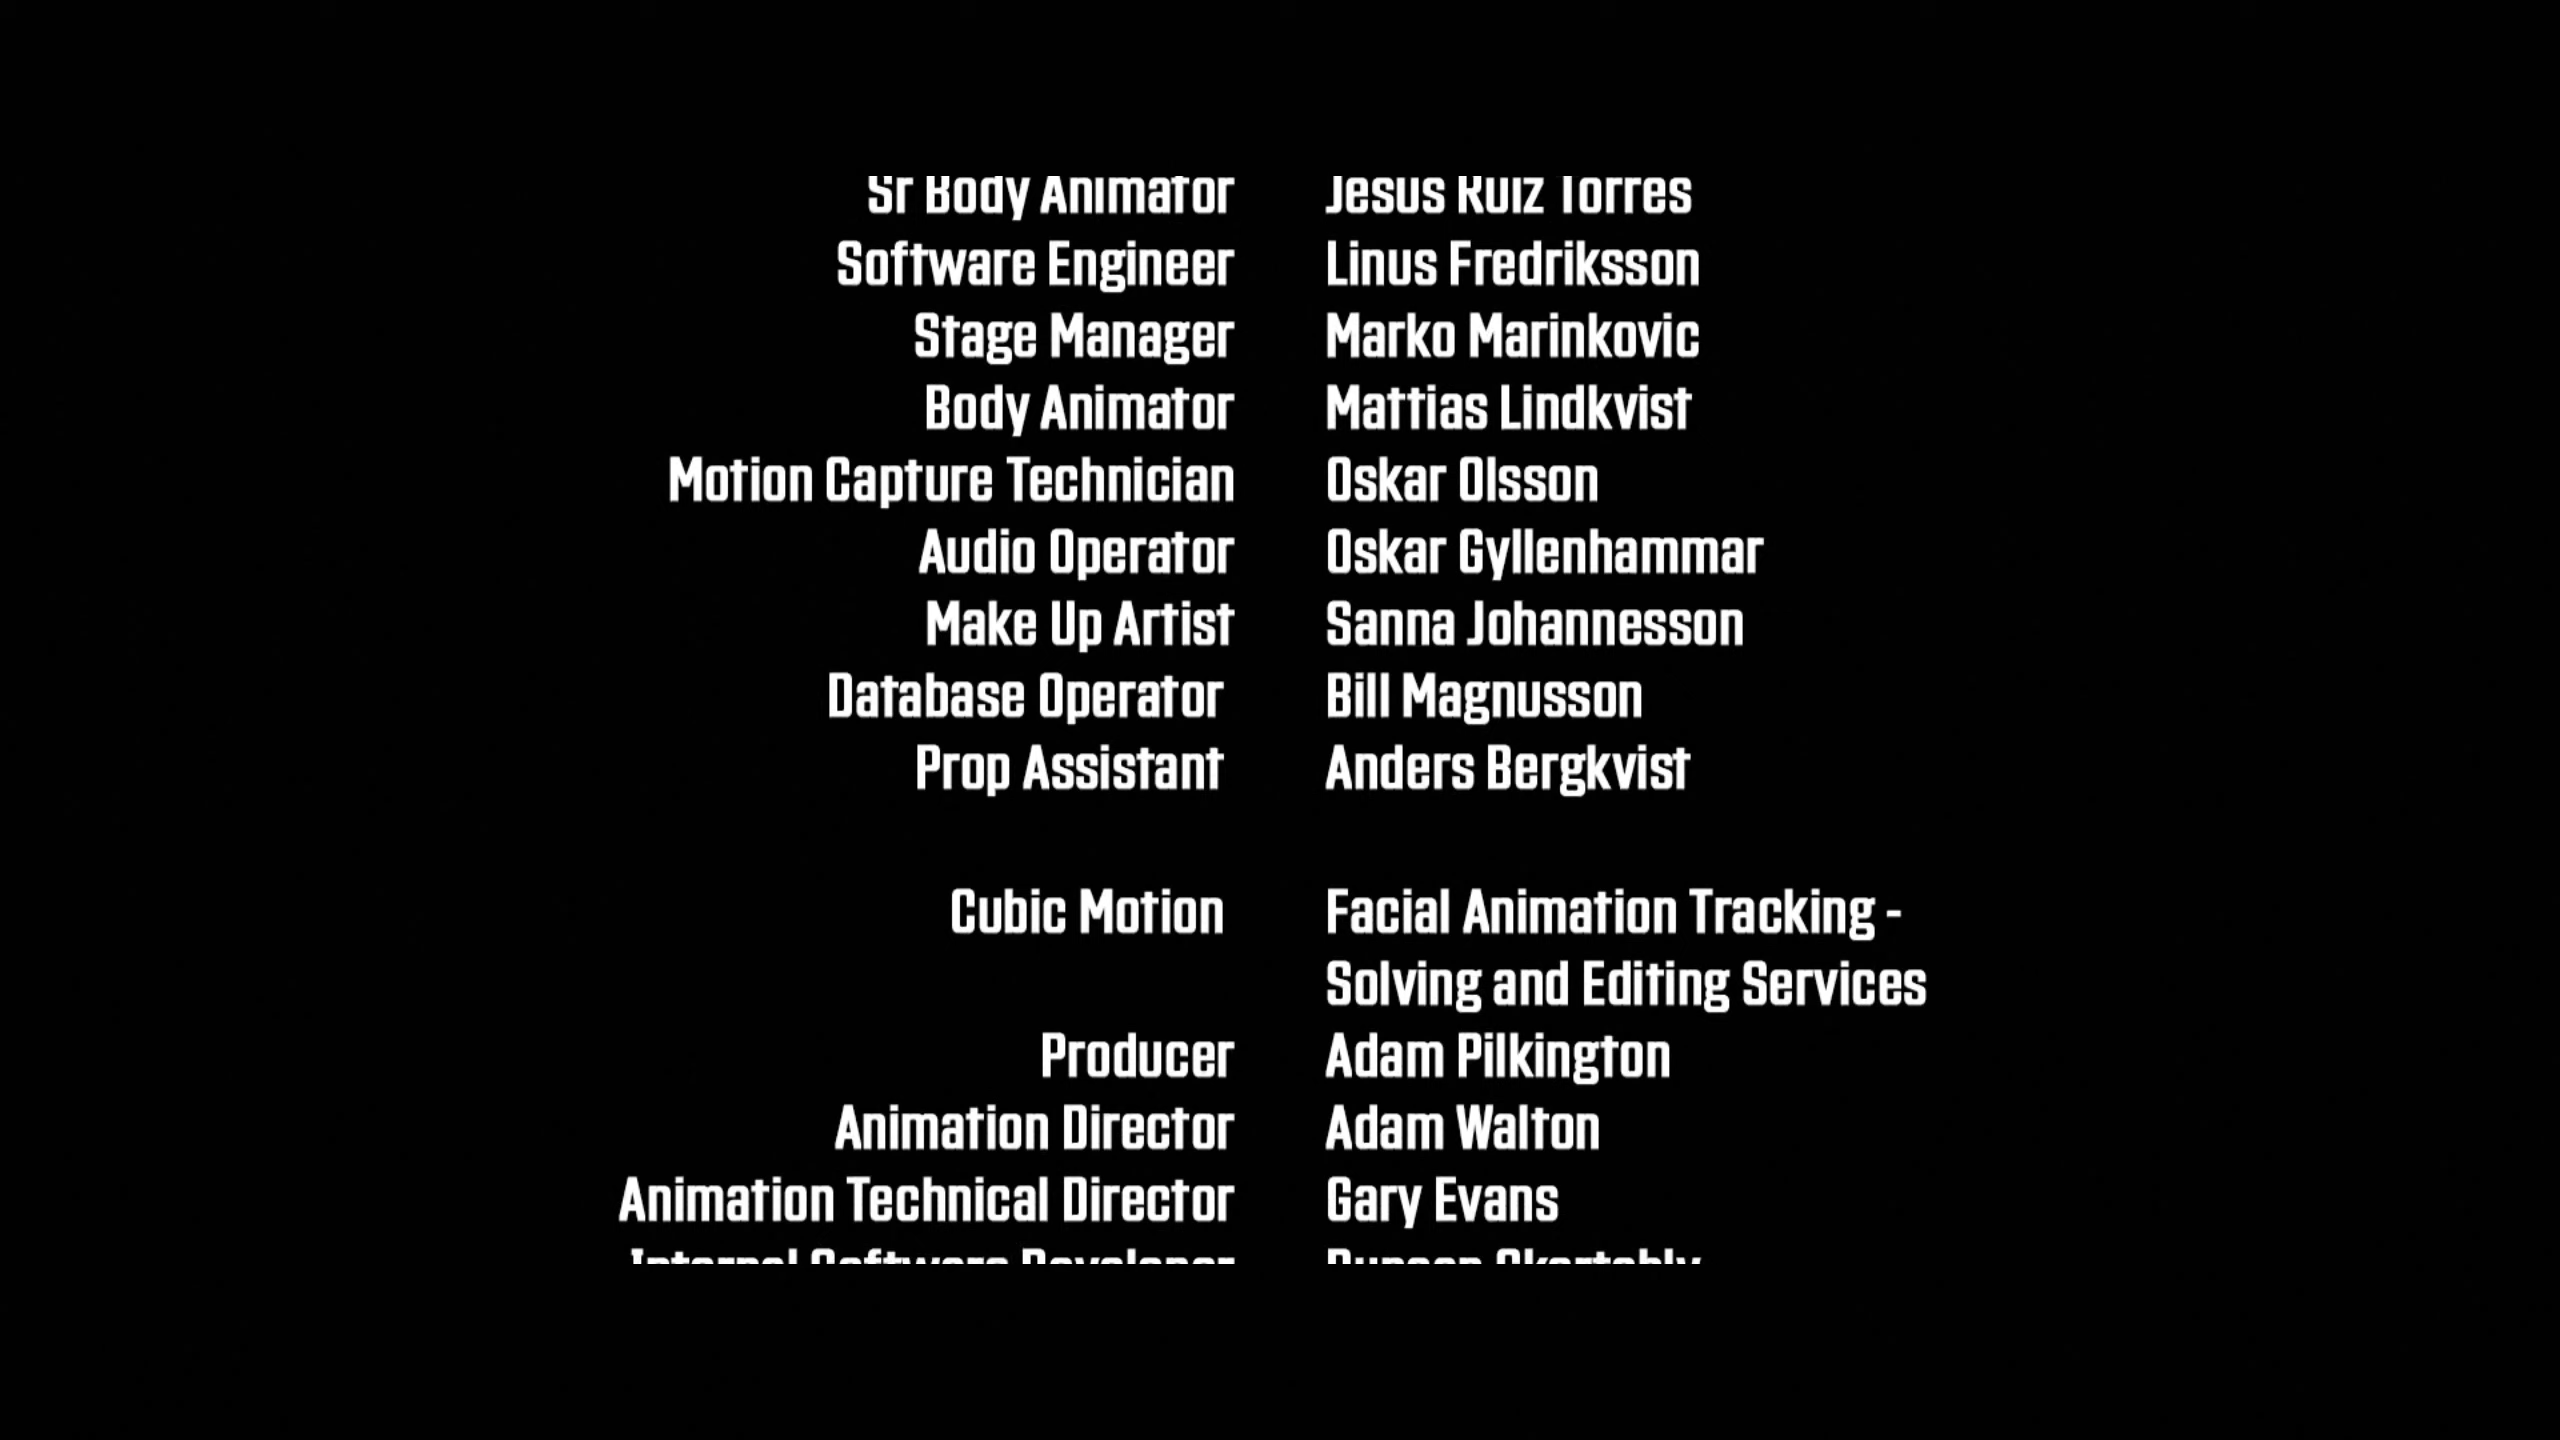 Sr Body Animator Jesus Ruiz Torres
Software Engineer Linus Fredriksson
Stage Manager Marko Marinkovic
Body Animator Mattias Lindkvist
Motion Capture Technician Oskar Olsson
Audio Operator Oskar Gyllenhammar
Make Up Artist Sanna Johannesson
Database Operator Bill Magnusson
Prop Assistant Anders Bergkvist
Cubic Motion Facial Animation Tracking -
Solving and Editing Services
Producer Adam Pilkington
Animation Director Adam Walton
Animation Technical Director Gary Evans
Internal Software Developer